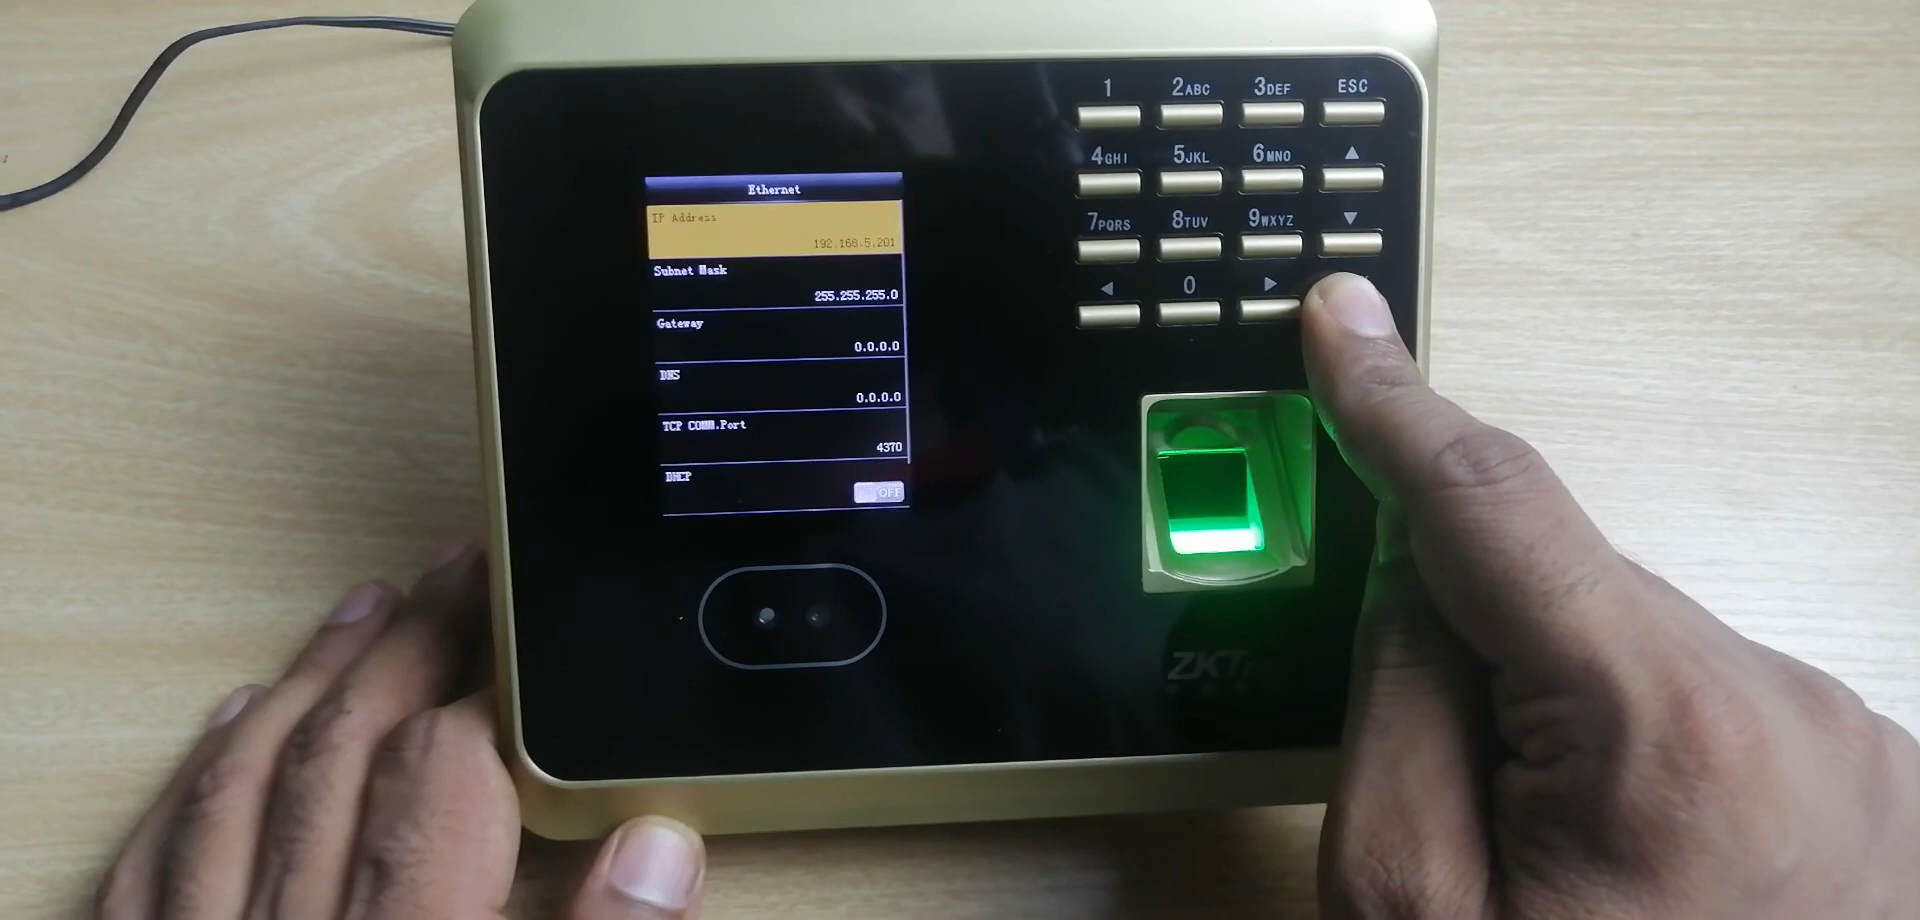 Ethernet
IP Address
192.168.5.201
Subnet Mask
255.255.255.0
Gateway
0.0.0.0
DNS
0.0.0.0
TCP COMM.Port
4370
DHCP
OFF
1 2ABC 3DEF ESC
4GHI 5JKL 6MNO ▲
7PQRS 8TUV 9WXYZ ▼
◀ 0 ▶